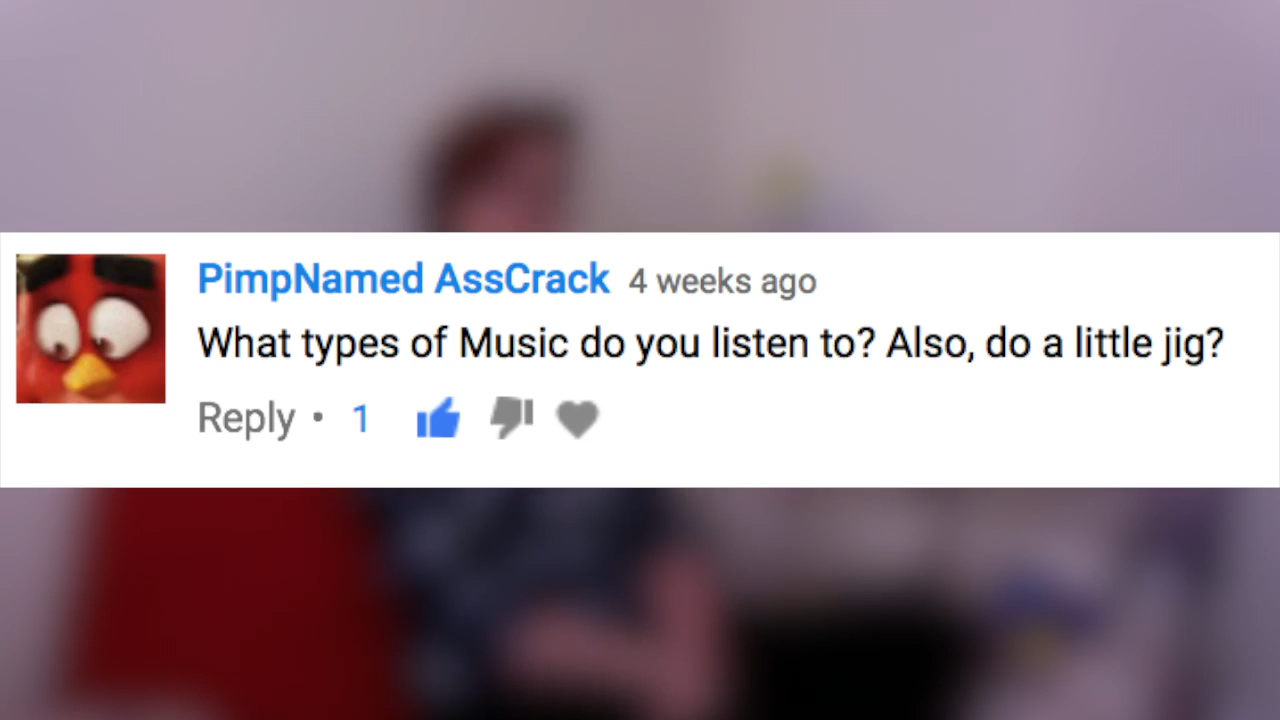 PimpNamed AssCrack 4 weeks ago
What types of Music do you listen to? Also, do a little jig?
Reply • 1